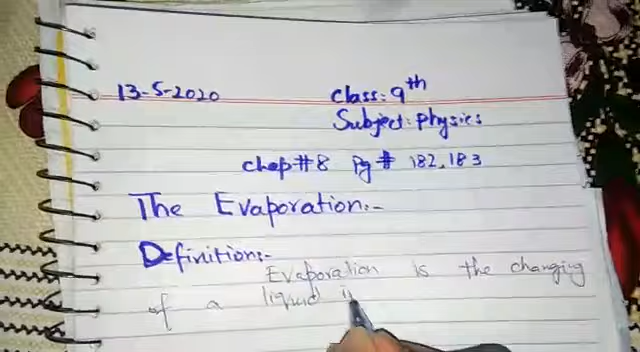 13-5-2020 Class: 9th
Subject: Physics
Chap#8 Pg# 182,183
The Evaporation:-
Definition:-
Evaporation is the changing
of a liquid i